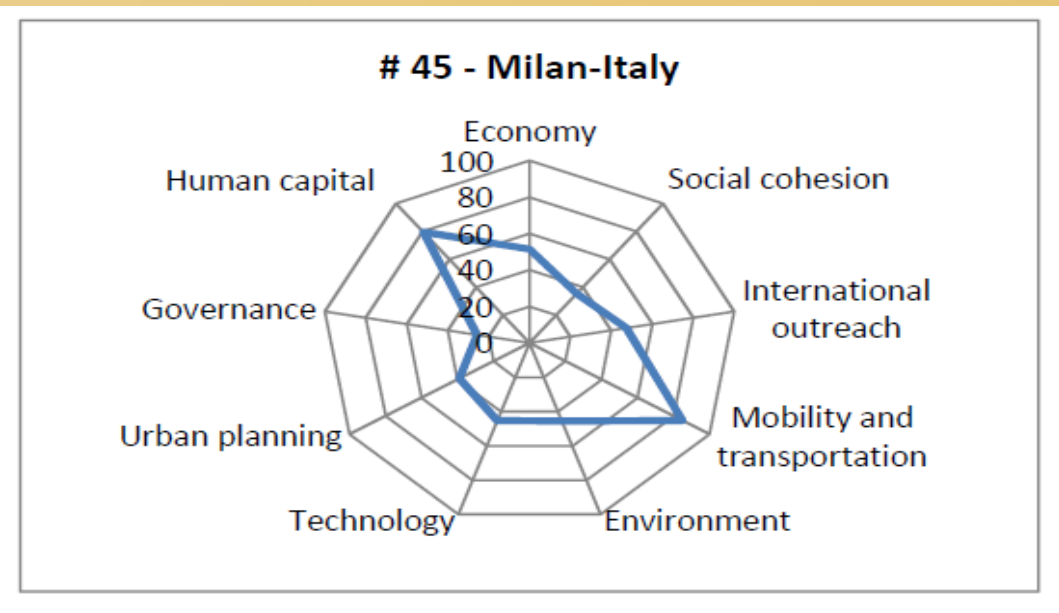 # 45 - Milan-Italy
Economy
100
80
60
40
20
0
Social cohesion
International
outreach
Mobility and
transportation
Environment
Technology
Urban planning
Governance
Human capital